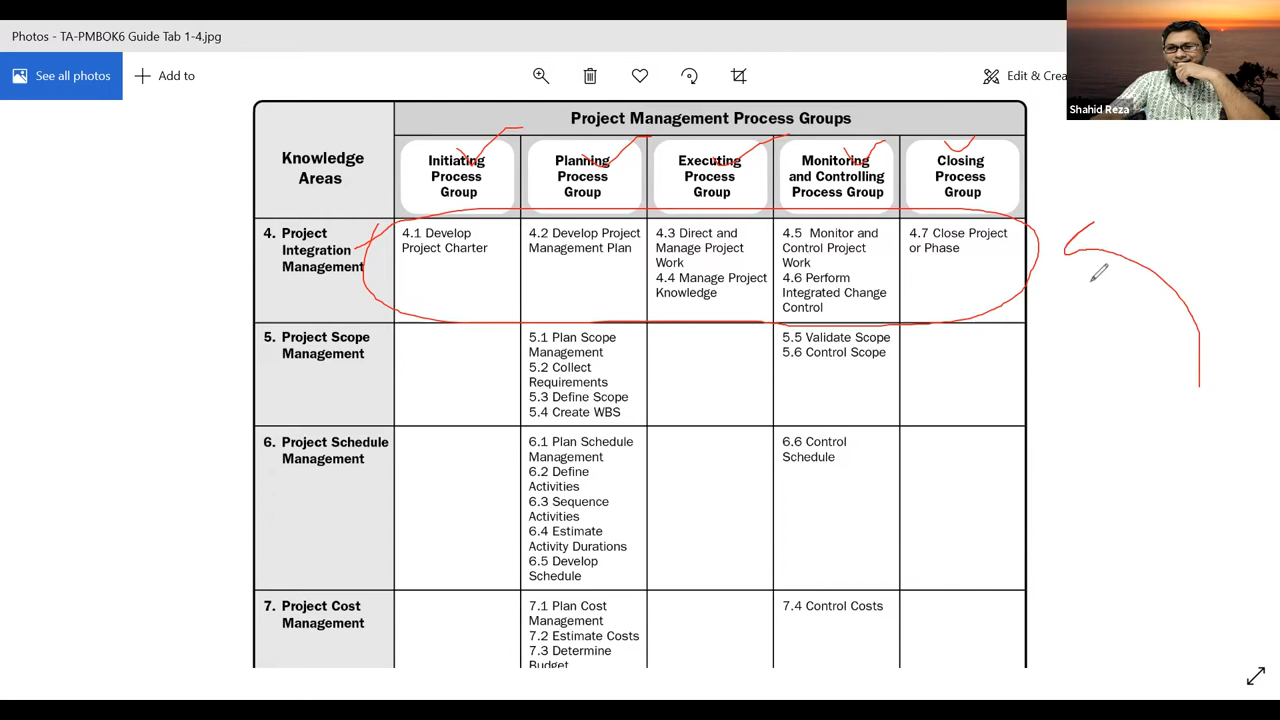 Photos - TA-PMBOK6 Guide Tab 1-4.jpg
See all photos
Add to
Edit & Crea
Shahid Reza
Project Management Process Groups
Knowledge
Areas
Initiating
Process
Group
Planning
Process
Group
Executing
Process
Group
Monitoring
and Controlling
Process Group
Closing
Process
Group
4. Project
Integration
Management
4.1 Develop
Project Charter
4.2 Develop Project
Management Plan
4.3 Direct and
Manage Project
Work
4.4 Manage Project
Knowledge
4.5 Monitor and
Control Project
Work
4.6 Perform
Integrated Change
Control
4.7 Close Project
or Phase
5. Project Scope
Management
5.1 Plan Scope
Management
5.2 Collect
Requirements
5.3 Define Scope
5.4 Create WBS
5.5 Validate Scope
5.6 Control Scope
6. Project Schedule
Management
6.1 Plan Schedule
Management
6.2 Define
Activities
6.3 Sequence
Activities
6.4 Estimate
Activity Durations
6.5 Develop
Schedule
6.6 Control
Schedule
7. Project Cost
Management
7.1 Plan Cost
Management
7.2 Estimate Costs
7.3 Determine
Budget
7.4 Control Costs